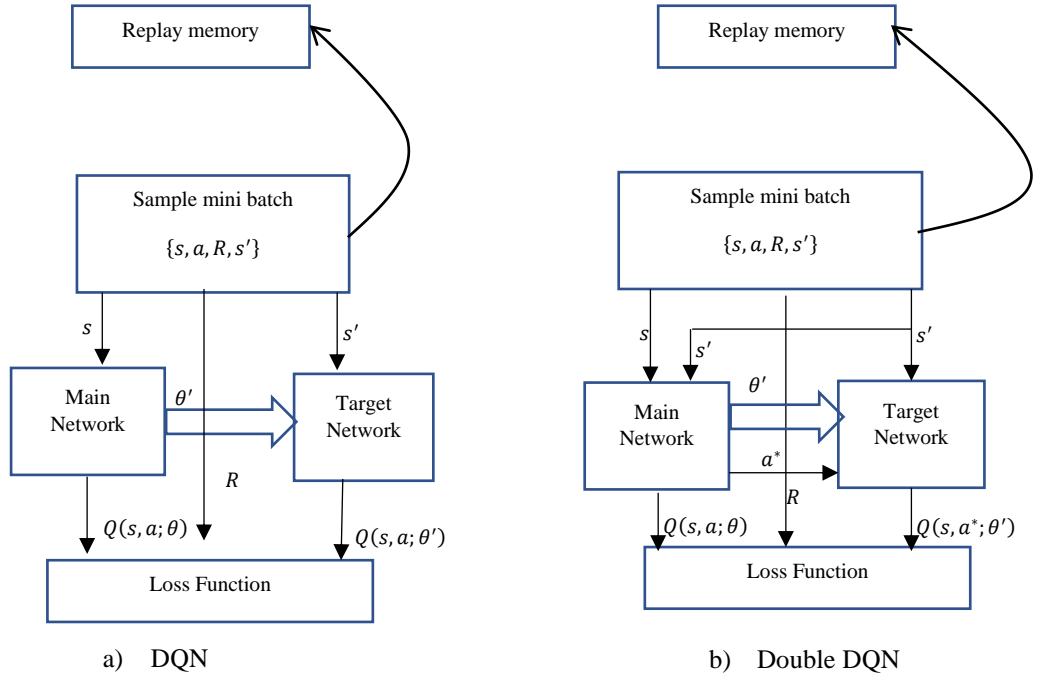 Replay memory
Sample mini batch
{s, a, R, s′}
s
s′
Main
Network
θ′
Target
Network
R
Q(s, a; θ)
Q(s, a; θ′)
Loss Function
a) DQN
Replay memory
Sample mini batch
{s, a, R, s′}
s
s′
s′
Main
Network
θ′
Target
Network
a*
R
Q(s, a; θ)
Q(s, a*; θ′)
Loss Function
b) Double DQN